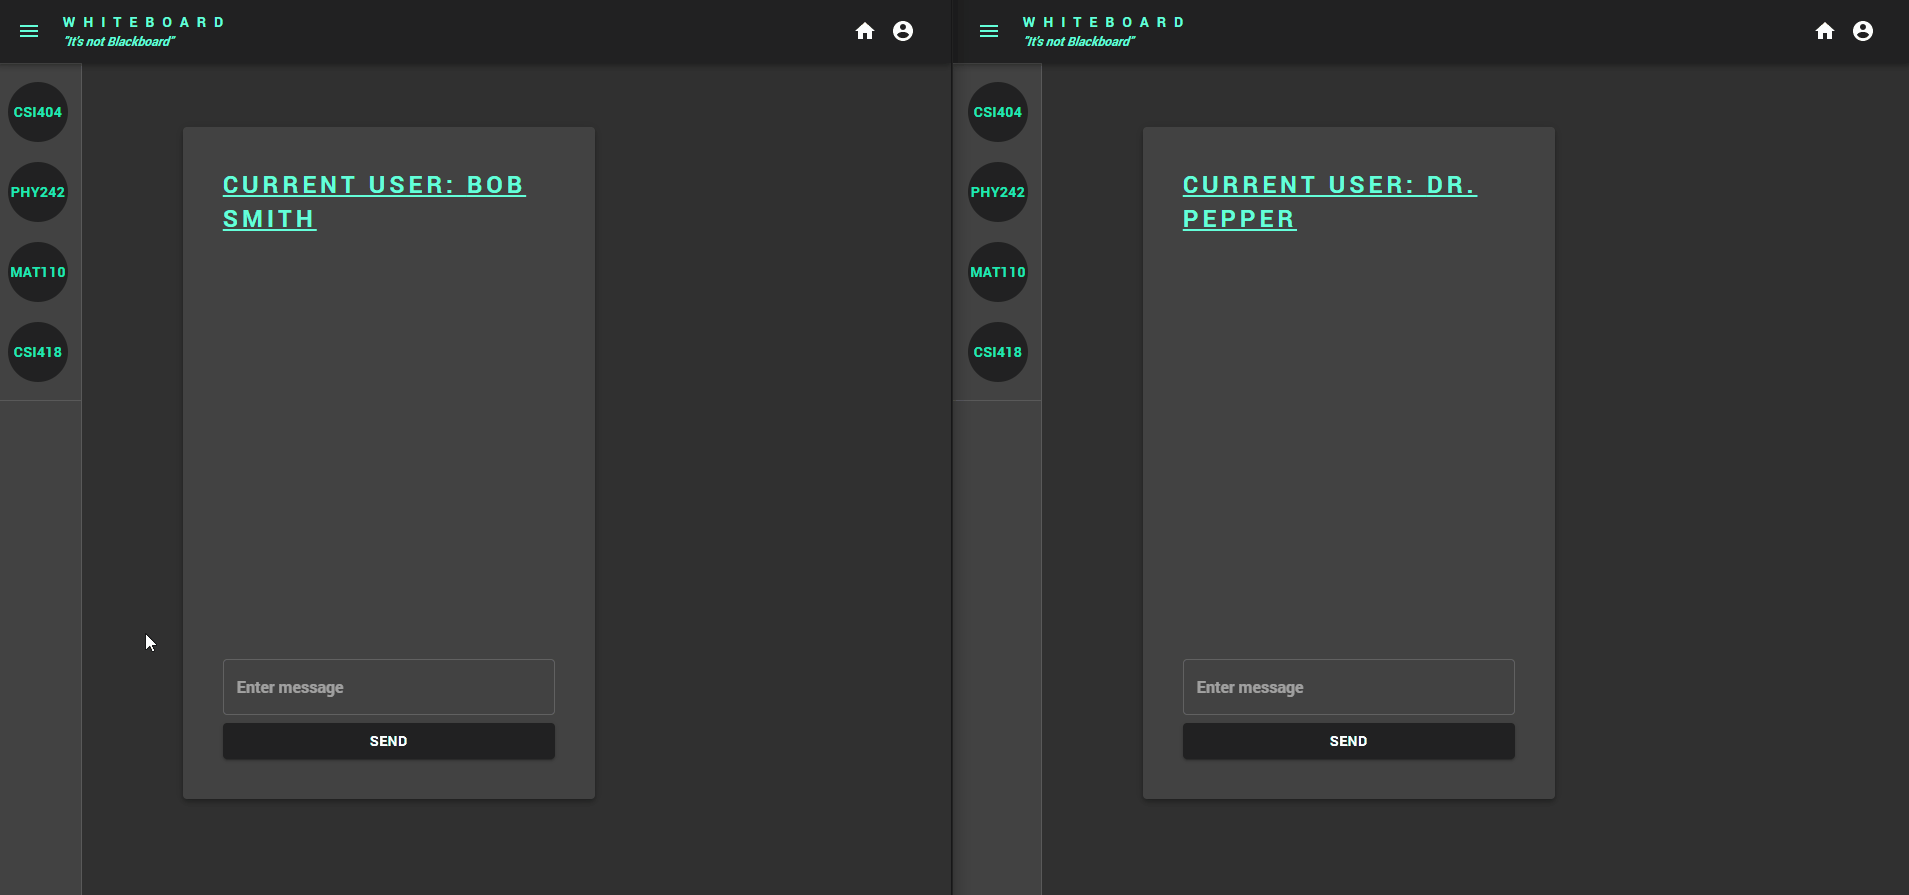 WHITEBOARD
"It's not Blackboard"
CSI404
PHY242
MAT110
CSI418
CURRENT USER: BOB
SMITH
Enter message
SEND
WHITEBOARD
"It's not Blackboard"
CSI404
PHY242
MAT110
CSI418
CURRENT USER: DR.
PEPPER
Enter message
SEND